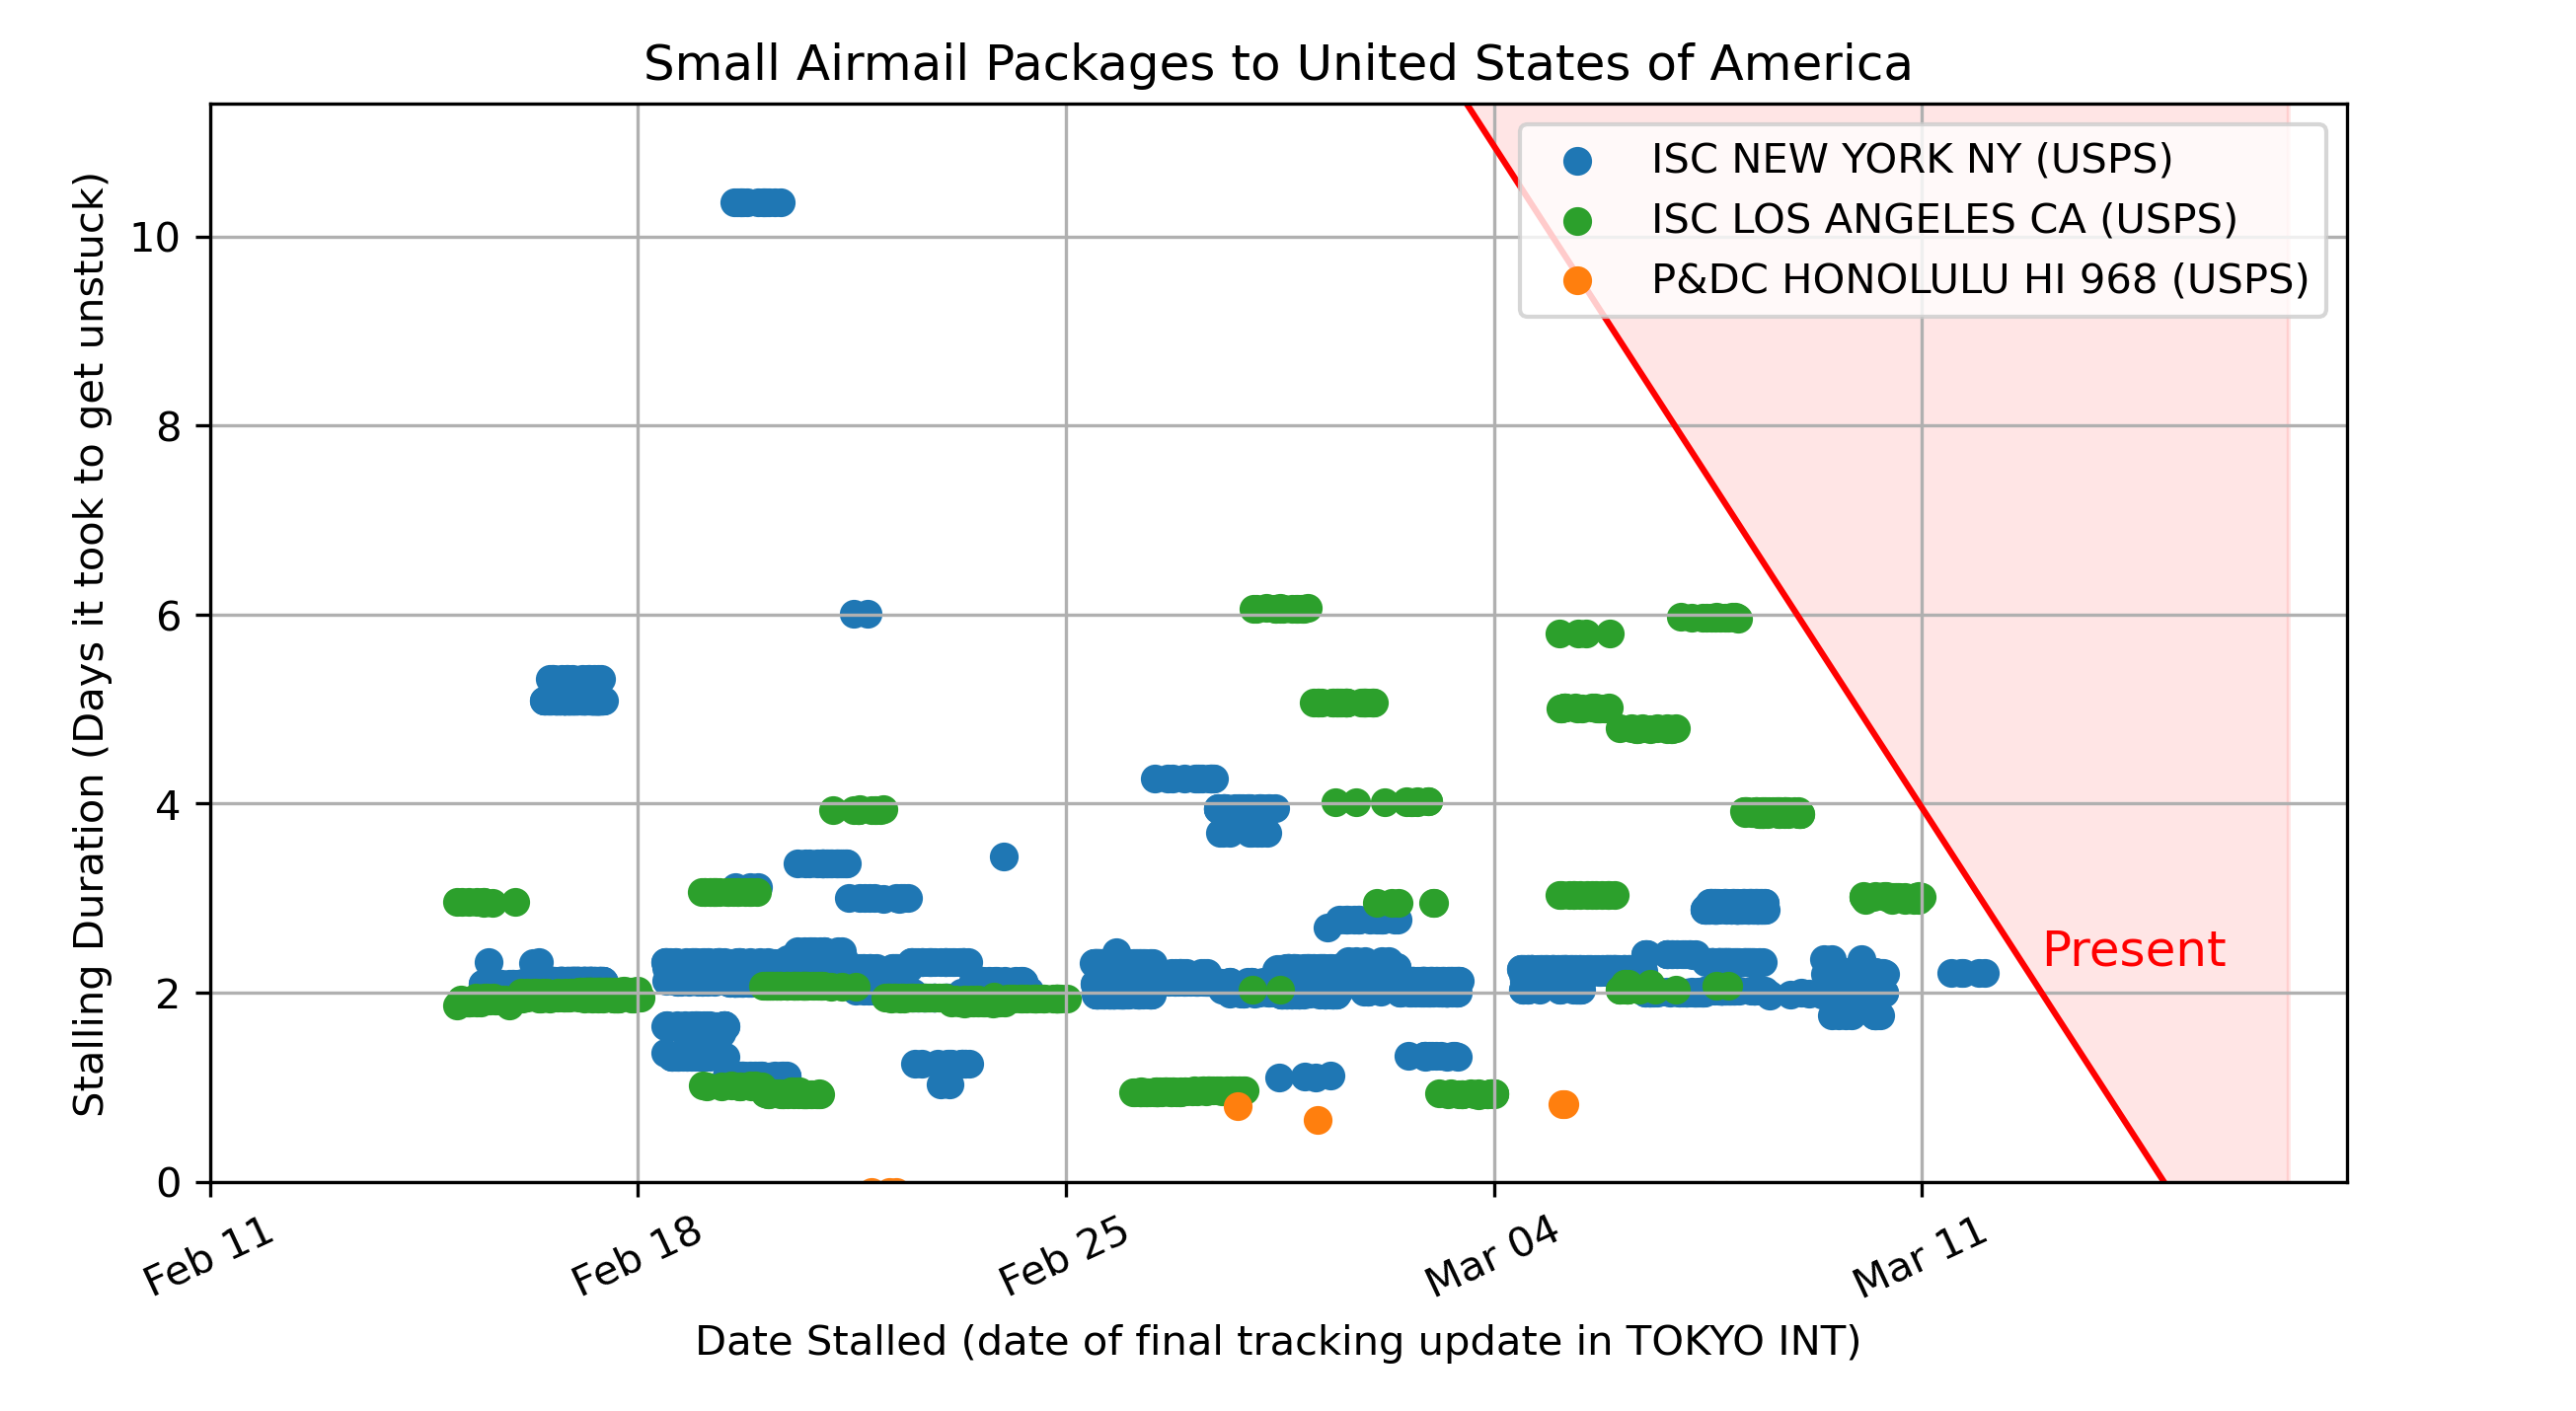 Small Airmail Packages to United States of America
Stalling Duration (Days it took to get unstuck)
10
8
6
4
2
0
ISC NEW YORK NY (USPS)
ISC LOS ANGELES CA (USPS)
P&DC HONOLULU HI 968 (USPS)
Present
Feb 11
Feb 18
Feb 25
Mar 04
Mar 11
Date Stalled (date of final tracking update in TOKYO INT)